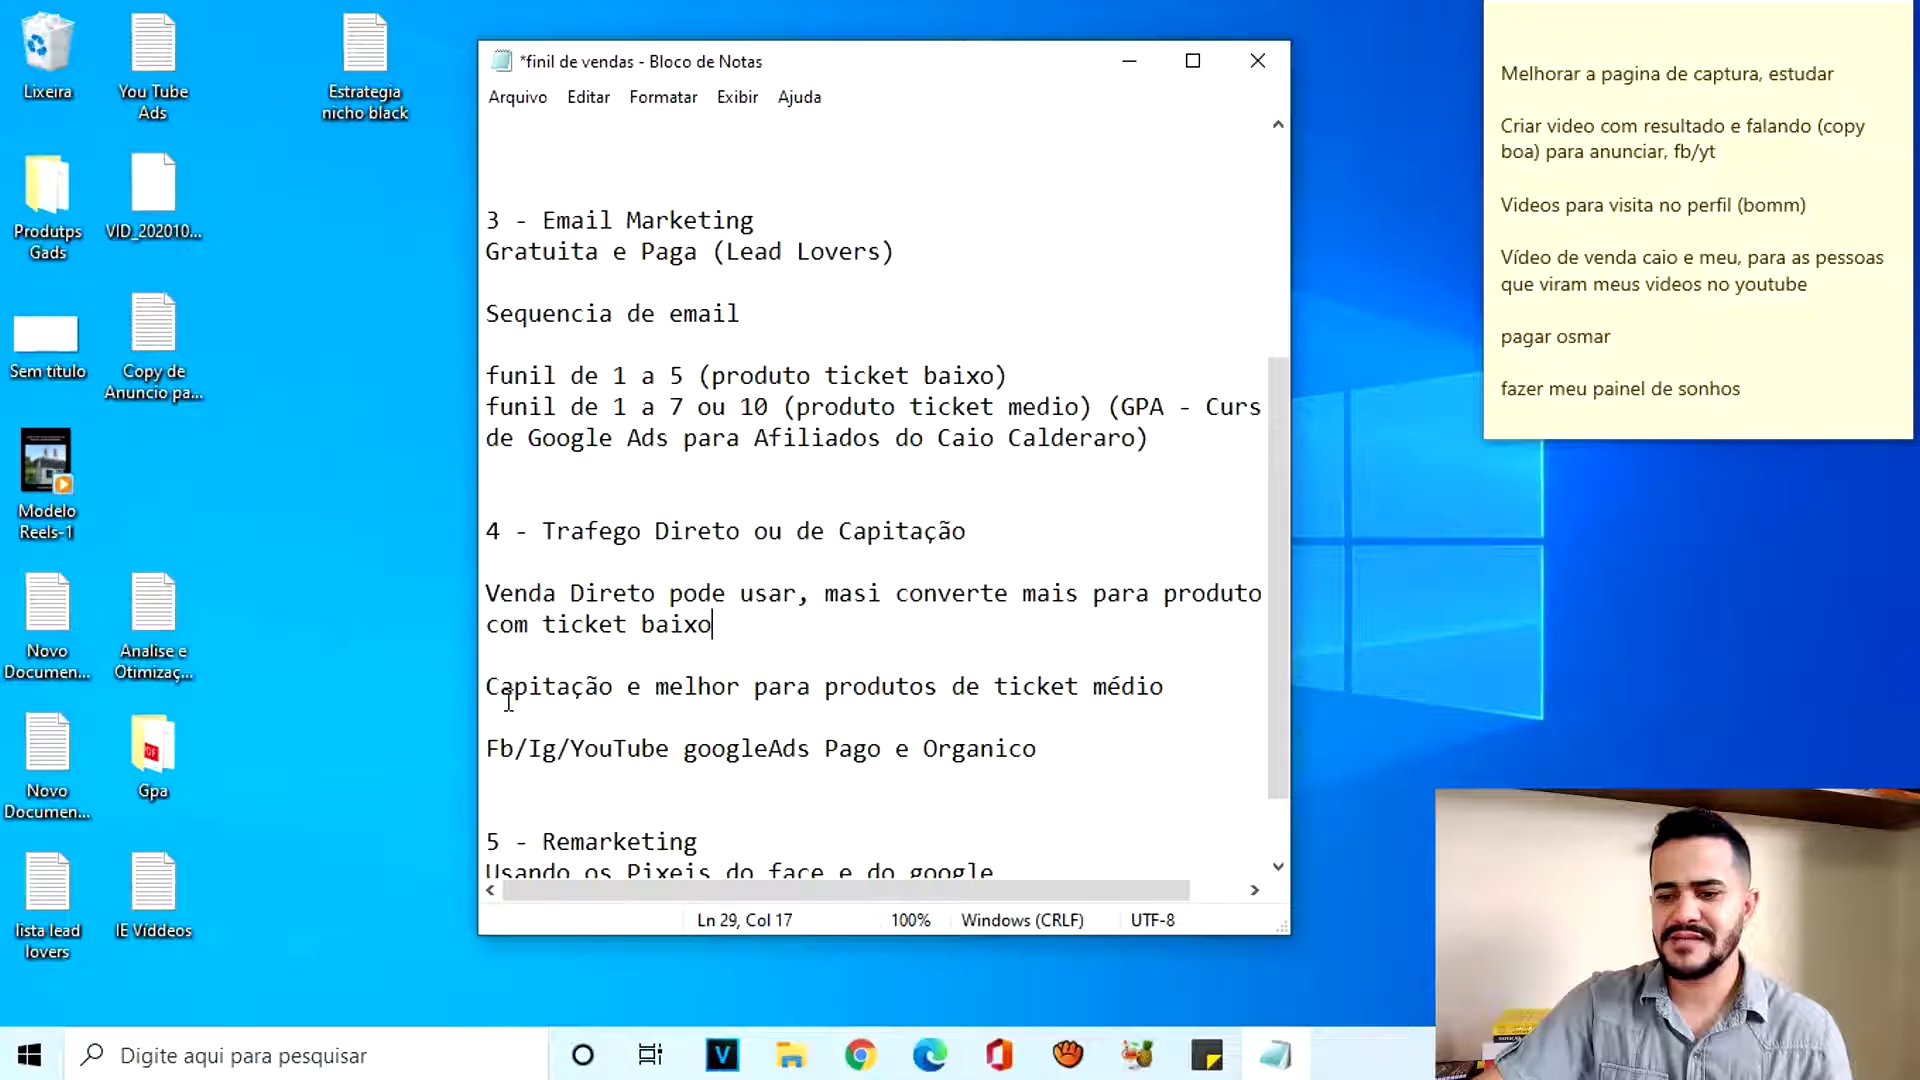 Lixeira
You Tube
Ads
Estrategia
nicho black
Produtps
Gads
VID_202010...
Sem título
Copy de
Anuncio pa...
Modelo
Reels-1
Novo
Documen...
Analise e
Otimizaç...
Novo
Documen...
Gpa
lista lead
lovers
IE Víddeos
*finil de vendas - Bloco de Notas
Arquivo Editar Formatar Exibir Ajuda
3 - Email Marketing
Gratuita e Paga (Lead Lovers)
Sequencia de email
funil de 1 a 5 (produto ticket baixo)
funil de 1 a 7 ou 10 (produto ticket medio) (GPA - Curs
de Google Ads para Afiliados do Caio Calderaro)
4 - Trafego Direto ou de Capitação
Venda Direto pode usar, masi converte mais para produto
com ticket baixo
Capitação e melhor para produtos de ticket médio
Fb/Ig/YouTube googleAds Pago e Organico
5 - Remarketing
Usando os Pixeis do face e do google
Ln 29, Col 17 100% Windows (CRLF) UTF-8
Melhorar a pagina de captura, estudar
Criar video com resultado e falando (copy
boa) para anunciar, fb/yt
Videos para visita no perfil (bomm)
Vídeo de venda caio e meu, para as pessoas
que viram meus videos no youtube
pagar osmar
fazer meu painel de sonhos
Digite aqui para pesquisar